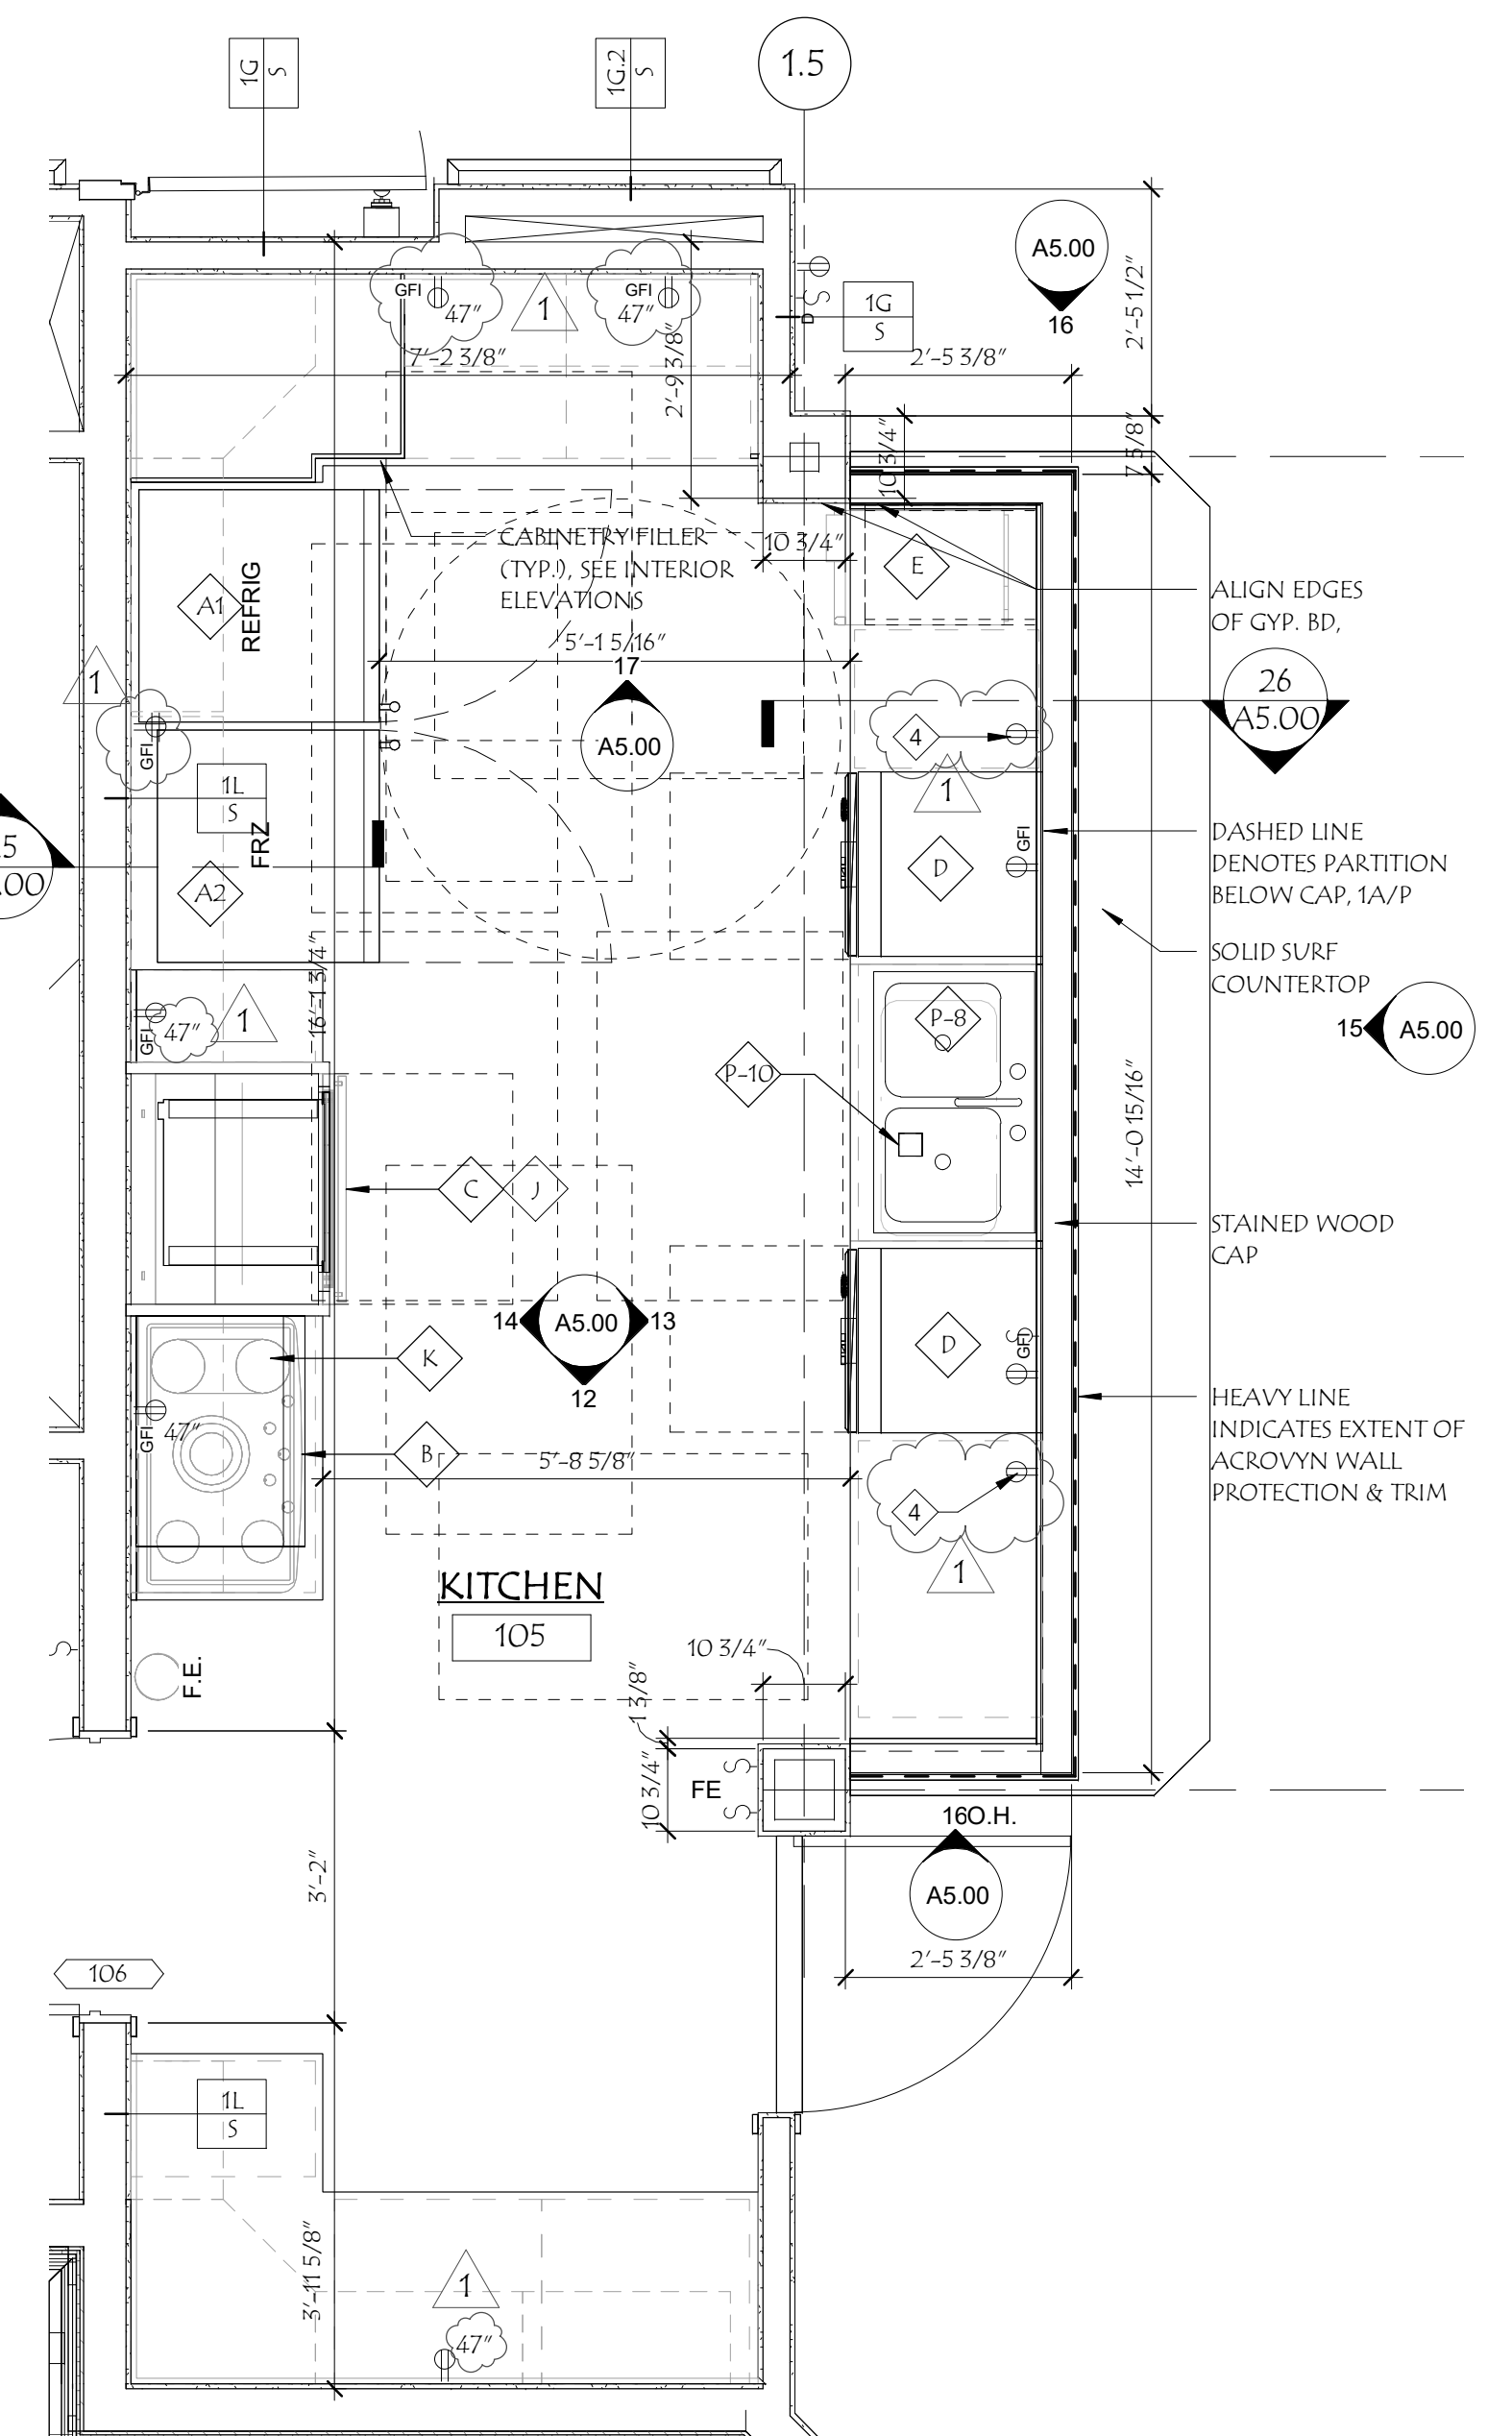 1G
S
1G.2
S
1.5
A5.00
16
2'-5 1/2"
GFI
47"
1
GFI
47"
D
S
1G
S
7'-2 3/8"
2'-9 3/8"
2'-5 3/8"
10 3/4"
7 5/8"
CABINETRY FILLER
(TYP.), SEE INTERIOR
ELEVATIONS
10 3/4"
E
A1
REFRIG
ALIGN EDGES
OF GYP. BD,
5'-1 5/16"
17
A5.00
1
GFI
4
1
26
A5.00
1L
S
FRZ
A2
D
GFI
DASHED LINE
DENOTES PARTITION
BELOW CAP, 1A/P
SOLID SURF
COUNTERTOP
15
A5.00
16'-1 3/4"
GFI
47"
1
P-8
P-10
14'-0 15/16"
C
J
STAINED WOOD
CAP
14
A5.00
13
12
K
D
S
GFI
HEAVY LINE
INDICATES EXTENT OF
ACROVYN WALL
PROTECTION & TRIM
GFI
47"
B
5'-8 5/8"
4
1
KITCHEN
105
F.E.
S
10 3/4"
1 3/8"
10 3/4"
FE
S
S
16O.H.
A5.00
3'-2"
2'-5 3/8"
106
1L
S
3'-11 5/8"
1
47"